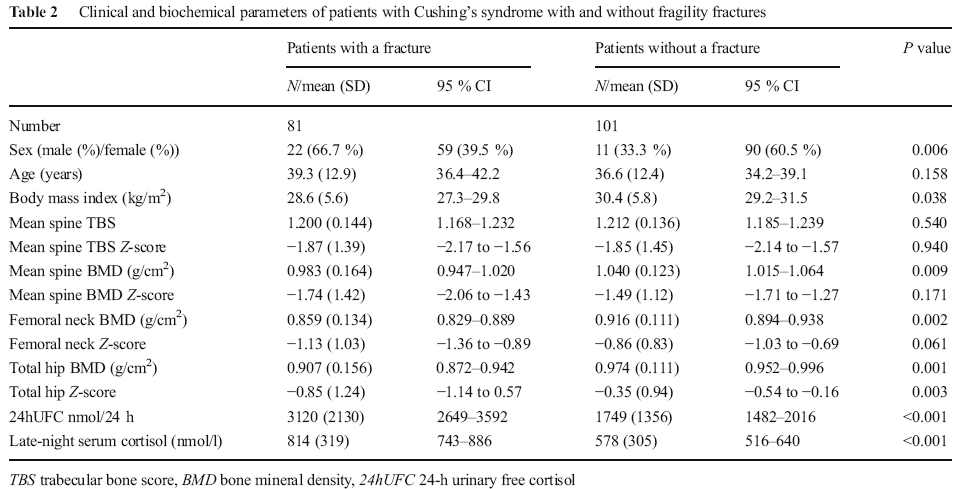 Table 2 Clinical and biochemical parameters of patients with Cushing's syndrome with and without fragility fractures
Patients with a fracture Patients without a fracture P value
N/mean (SD) 95 % CI N/mean (SD) 95 % CI
Number 81 101
Sex (male (%)/female (%)) 22 (66.7 %) 59 (39.5 %) 11 (33.3 %) 90 (60.5 %) 0.006
Age (years) 39.3 (12.9) 36.4–42.2 36.6 (12.4) 34.2–39.1 0.158
Body mass index (kg/m²) 28.6 (5.6) 27.3–29.8 30.4 (5.8) 29.2–31.5 0.038
Mean spine TBS 1.200 (0.144) 1.168–1.232 1.212 (0.136) 1.185–1.239 0.540
Mean spine TBS Z-score −1.87 (1.39) −2.17 to −1.56 −1.85 (1.45) −2.14 to −1.57 0.940
Mean spine BMD (g/cm²) 0.983 (0.164) 0.947–1.020 1.040 (0.123) 1.015–1.064 0.009
Mean spine BMD Z-score −1.74 (1.42) −2.06 to −1.43 −1.49 (1.12) −1.71 to −1.27 0.171
Femoral neck BMD (g/cm²) 0.859 (0.134) 0.829–0.889 0.916 (0.111) 0.894–0.938 0.002
Femoral neck Z-score −1.13 (1.03) −1.36 to −0.89 −0.86 (0.83) −1.03 to −0.69 0.061
Total hip BMD (g/cm²) 0.907 (0.156) 0.872–0.942 0.974 (0.111) 0.952–0.996 0.001
Total hip Z-score −0.85 (1.24) −1.14 to 0.57 −0.35 (0.94) −0.54 to −0.16 0.003
24hUFC nmol/24 h 3120 (2130) 2649–3592 1749 (1356) 1482–2016 <0.001
Late-night serum cortisol (nmol/l) 814 (319) 743–886 578 (305) 516–640 <0.001
TBS trabecular bone score, BMD bone mineral density, 24hUFC 24-h urinary free cortisol